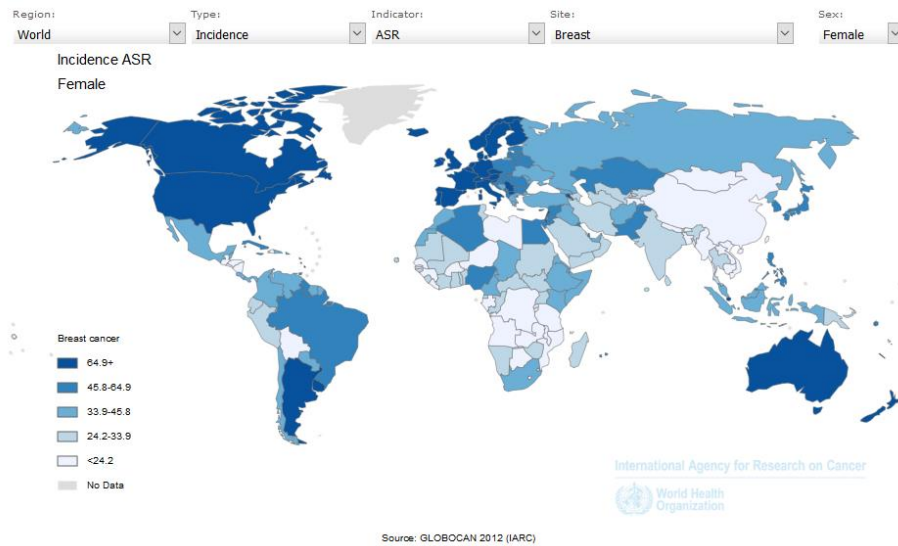 Region: Type: Indicator: Site: Sex:
World Incidence ASR Breast Female
Incidence ASR
Female
Breast cancer
64.9+
45.8-64.9
33.9-45.8
24.2-33.9
<24.2
No Data
International Agency for Research on Cancer
World Health
Organization
Source: GLOBOCAN 2012 (IARC)